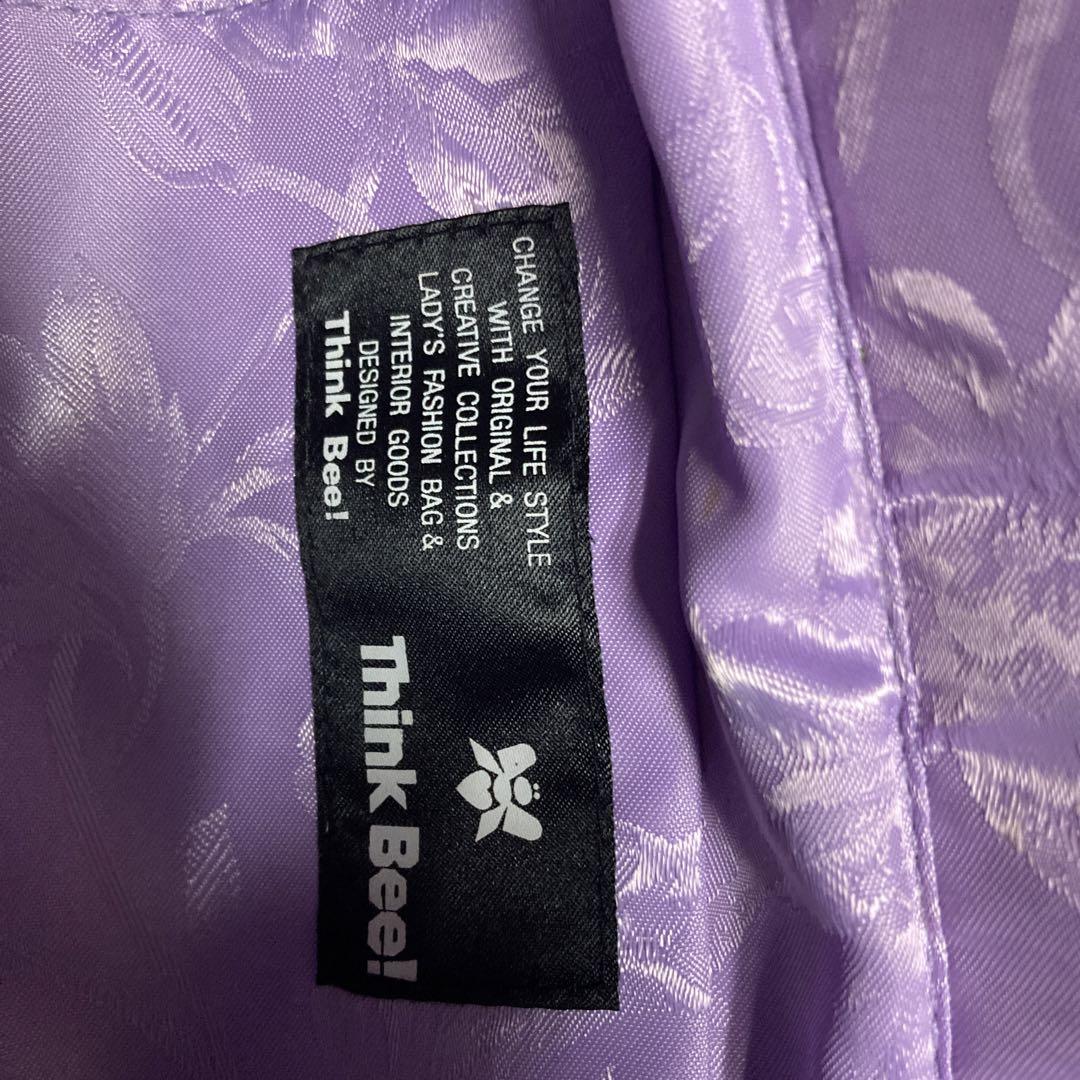 CHANGE YOUR LIFE STYLE
WITH ORIGINAL &
CREATIVE COLLECTIONS
LADY'S FASHION BAG &
INTERIOR GOODS
DESIGNED BY
Think Bee!
Think Bee!